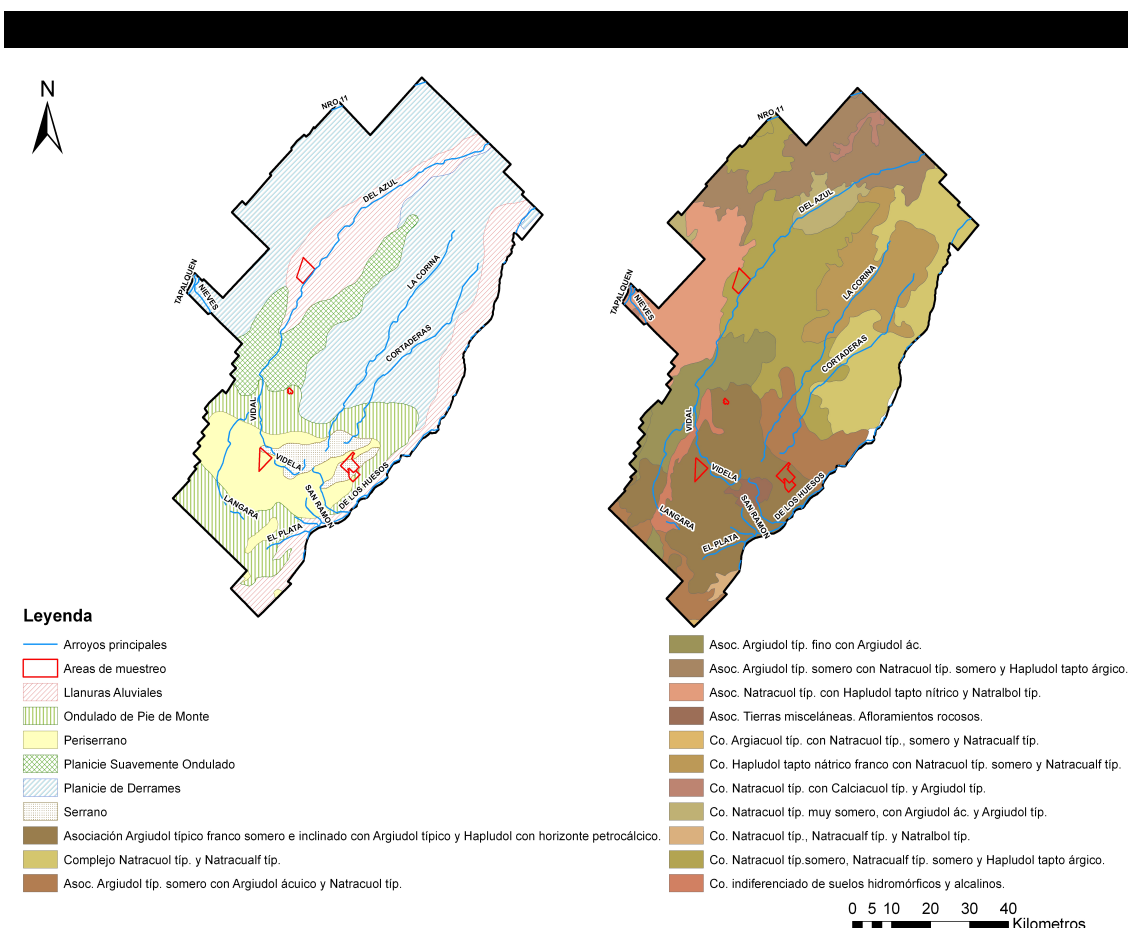 N
NRO 11
DEL AZUL
TAPALQUEN
NIEVES
LA CORINA
CORTADERAS
VIDAL
VIDELA
SAN RAMON
DE LOS HUESOS
LANGARA
EL PLATA
NRO 11
DEL AZUL
TAPALQUEN
NIEVES
LA CORINA
CORTADERAS
VIDAL
VIDELA
SAN RAMON
DE LOS HUESOS
LANGARA
EL PLATA
Leyenda
Arroyos principales
Areas de muestreo
Llanuras Aluviales
Ondulado de Pie de Monte
Periserrano
Planicie Suavemente Ondulado
Planicie de Derrames
Serrano
Asociación Argiudol típico franco somero e inclinado con Argiudol típico y Hapludol con horizonte petrocálcico.
Complejo Natracuol típ. y Natracualf típ.
Asoc. Argiudol típ. somero con Argiudol ácuico y Natracuol típ.
Asoc. Argiudol típ. fino con Argiudol ác.
Asoc. Argiudol típ. somero con Natracuol típ. somero y Hapludol tapto árgico.
Asoc. Natracuol típ. con Hapludol tapto nítrico y Natralbol típ.
Asoc. Tierras misceláneas. Afloramientos rocosos.
Co. Argiacuol típ. con Natracuol típ., somero y Natracualf típ.
Co. Hapludol tapto nátrico franco con Natracuol típ. somero y Natracualf típ.
Co. Natracuol típ. con Calciacuol típ. y Argiudol típ.
Co. Natracuol típ. muy somero, con Argiudol ác. y Argiudol típ.
Co. Natracuol típ., Natracualf típ. y Natralbol típ.
Co. Natracuol típ.somero, Natracualf típ. somero y Hapludol tapto árgico.
Co. indiferenciado de suelos hidromórficos y alcalinos.
0 5 10 20 30 40
Kilometros